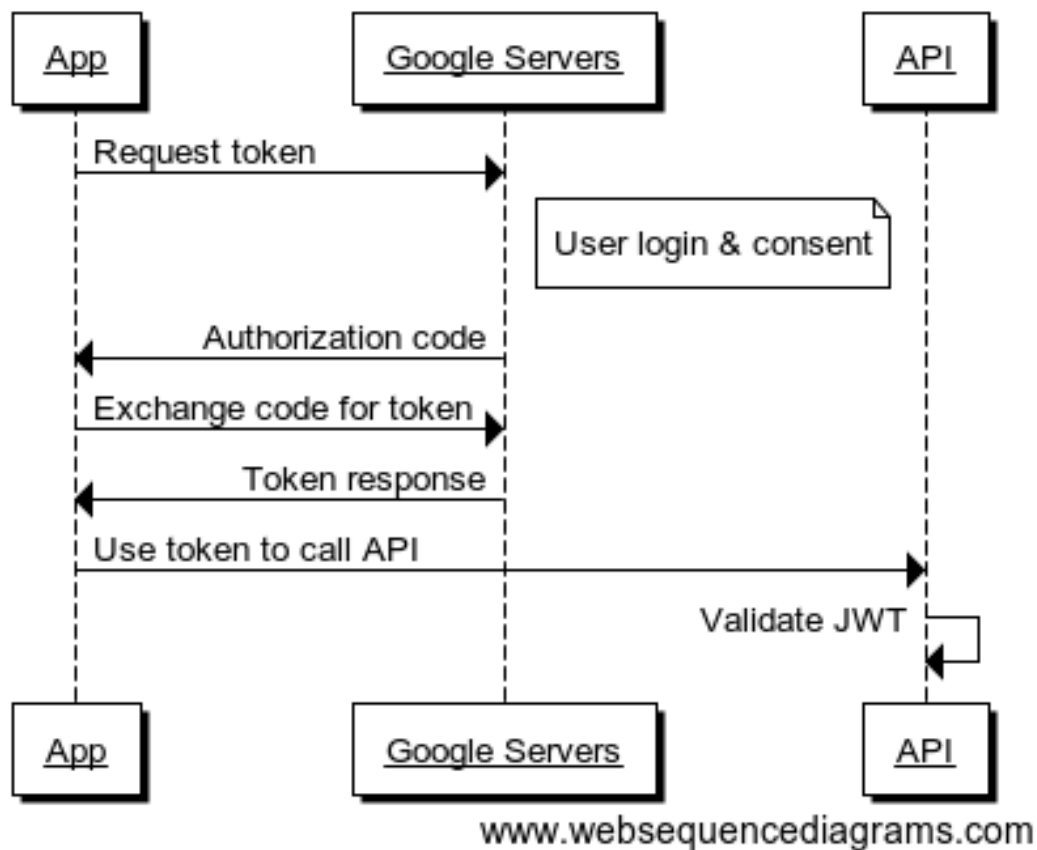 App
Google Servers
API
Request token
User login & consent
Authorization code
Exchange code for token
Token response
Use token to call API
Validate JWT
App
Google Servers
API
www.websequencediagrams.com